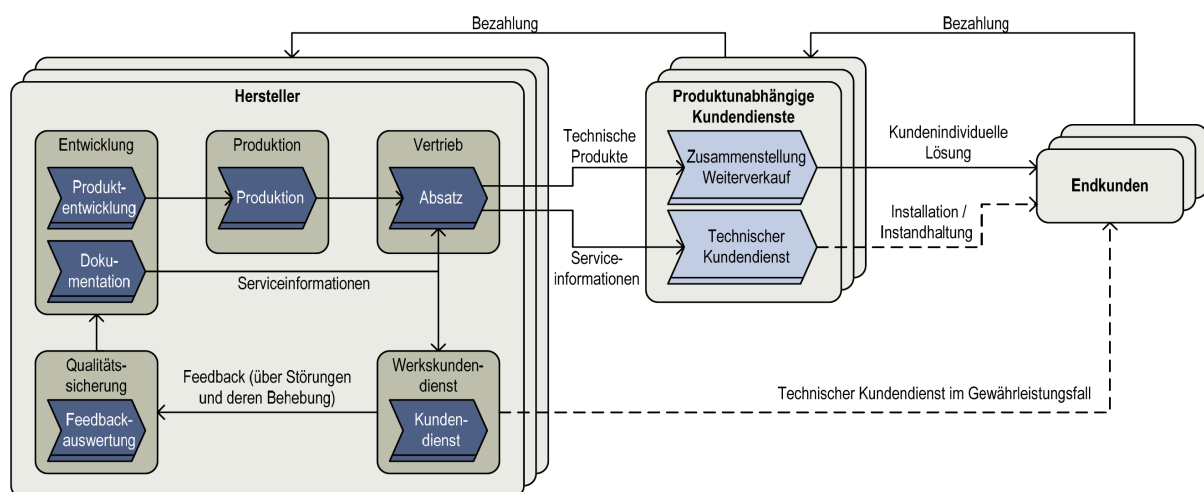 Bezahlung
Bezahlung
Hersteller
Entwicklung
Produkt-
entwicklung
Doku-
mentation
Produktion
Produktion
Vertrieb
Absatz
Serviceinformationen
Qualitäts-
sicherung
Feedback-
auswertung
Feedback (über Störungen
und deren Behebung)
Werkskunden-
dienst
Kunden-
dienst
Technische
Produkte
Service-
informationen
Produktunabhängige
Kundendienste
Zusammenstellung
Weiterverkauf
Technischer
Kundendienst
Kundenindividuelle
Lösung
Installation /
Instandhaltung
Endkunden
Technischer Kundendienst im Gewährleistungsfall